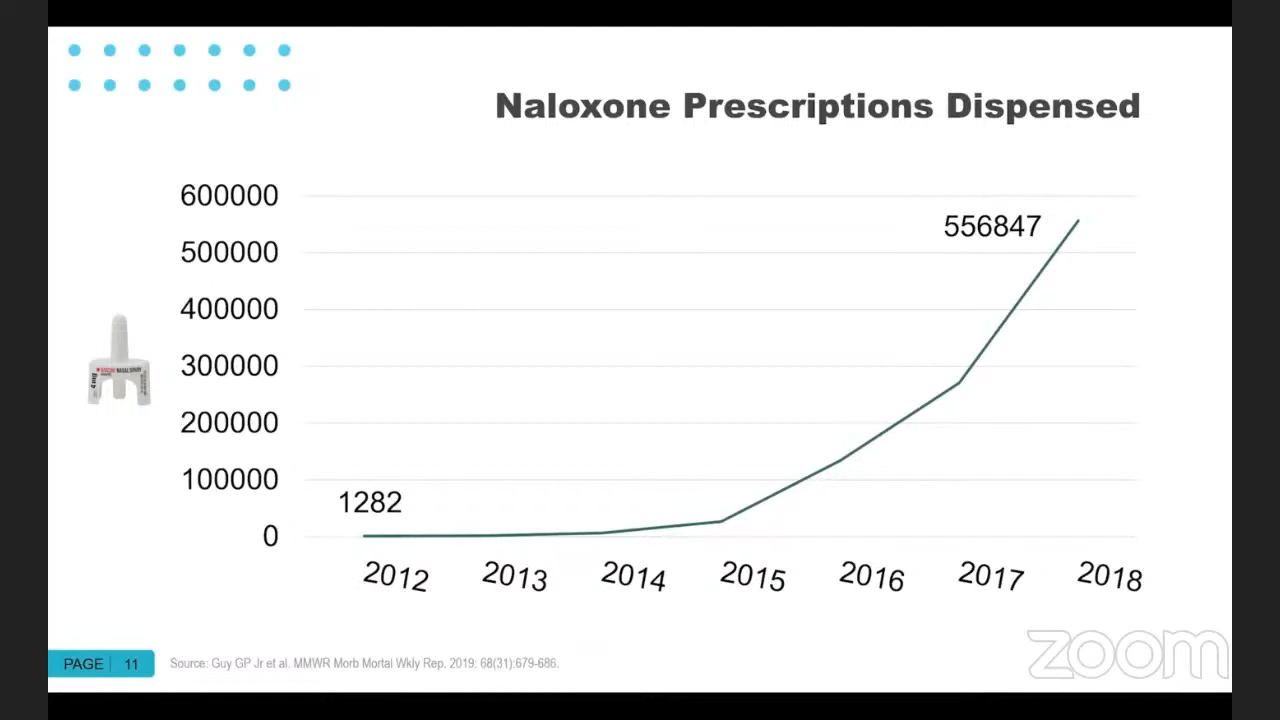 Naloxone Prescriptions Dispensed
600000
500000
400000
300000
200000
100000
0
556847
1282
2012 2013 2014 2015 2016 2017 2018
NASAL SPRAY
PAGE 11
Source: Guy GP Jr et al. MMWR Morb Mortal Wkly Rep. 2019: 68(31):679-686.
zoom